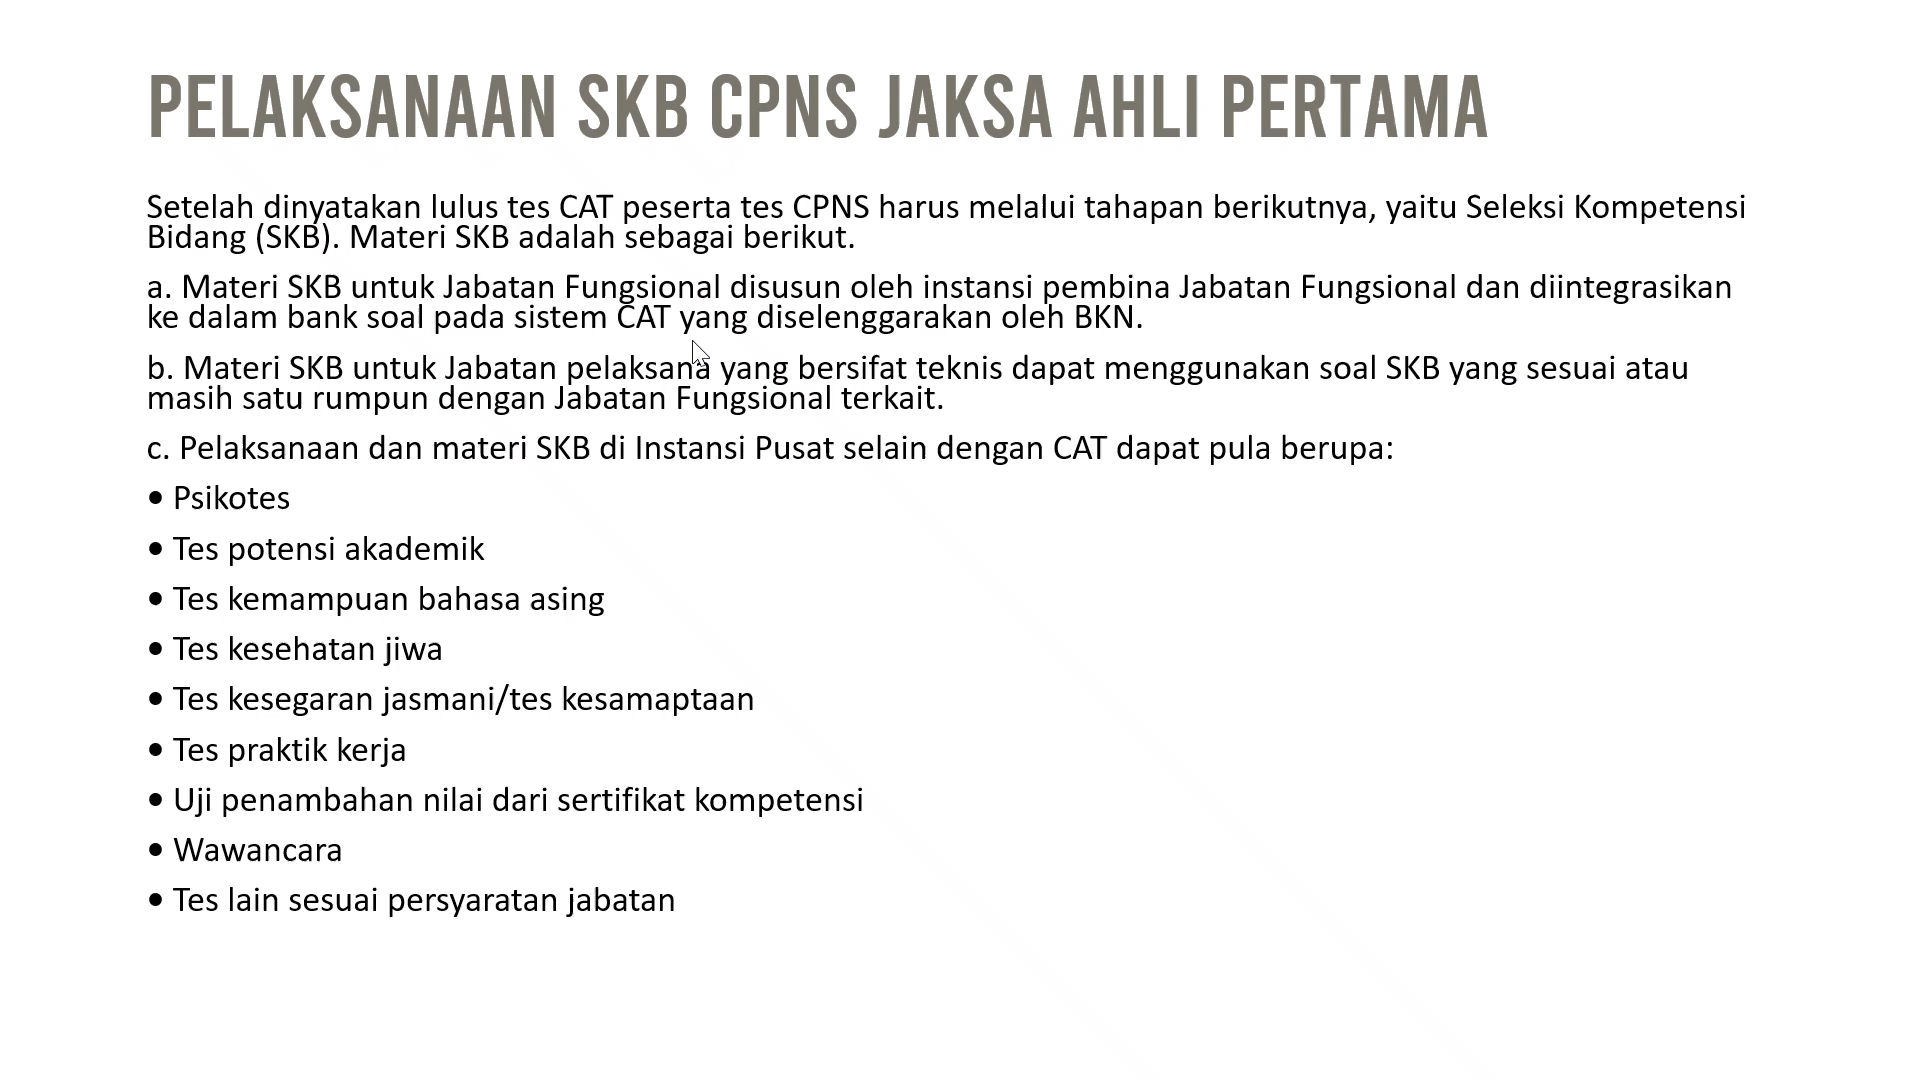 PELAKSANAAN SKB CPNS JAKSA AHLI PERTAMA
Setelah dinyatakan lulus tes CAT peserta tes CPNS harus melalui tahapan berikutnya, yaitu Seleksi Kompetensi
Bidang (SKB). Materi SKB adalah sebagai berikut.
a. Materi SKB untuk Jabatan Fungsional disusun oleh instansi pembina Jabatan Fungsional dan diintegrasikan
ke dalam bank soal pada sistem CAT yang diselenggarakan oleh BKN.
b. Materi SKB untuk Jabatan pelaksana yang bersifat teknis dapat menggunakan soal SKB yang sesuai atau
masih satu rumpun dengan Jabatan Fungsional terkait.
c. Pelaksanaan dan materi SKB di Instansi Pusat selain dengan CAT dapat pula berupa:
• Psikotes
• Tes potensi akademik
• Tes kemampuan bahasa asing
• Tes kesehatan jiwa
• Tes kesegaran jasmani/tes kesamaptaan
• Tes praktik kerja
• Uji penambahan nilai dari sertifikat kompetensi
• Wawancara
• Tes lain sesuai persyaratan jabatan